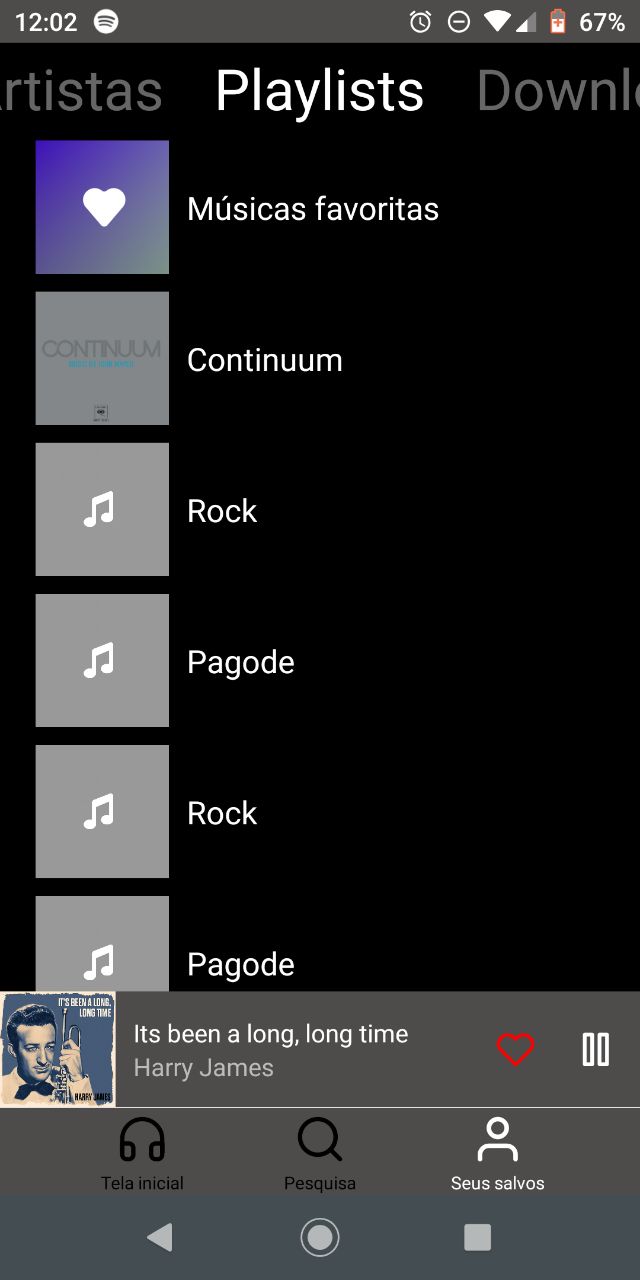 12:02 67%
rtistas Playlists Downl
Músicas favoritas
CONTINUUM
Continuum
Rock
Pagode
Rock
Pagode
IT'S BEEN A LONG,
LONG TIME
HARRY JAMES
Its been a long, long time
Harry James
Tela inicial Pesquisa Seus salvos